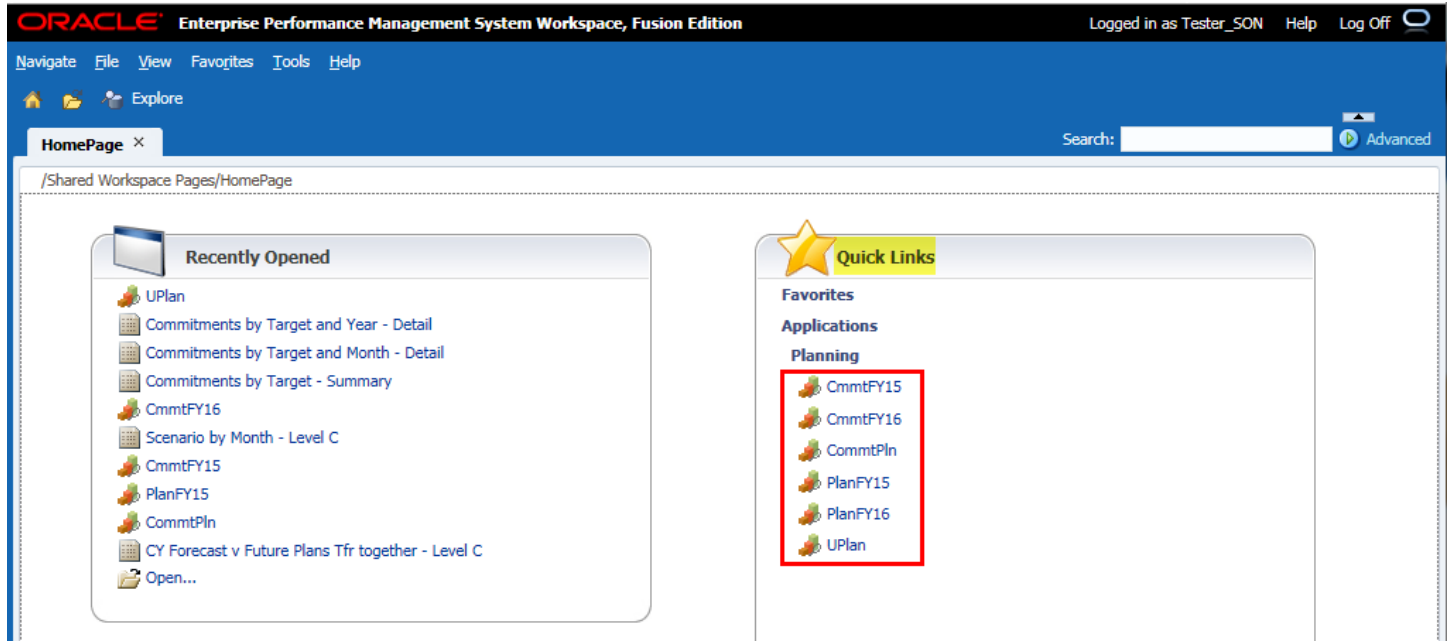 ORACLE Enterprise Performance Management System Workspace, Fusion Edition Logged in as Tester_SON Help Log Off
Navigate File View Favorites Tools Help
Explore
HomePage × Search: Advanced
/Shared Workspace Pages/HomePage
Recently Opened
UPlan
Commitments by Target and Year - Detail
Commitments by Target and Month - Detail
Commitments by Target - Summary
CmmtFY16
Scenario by Month - Level C
CmmtFY15
PlanFY15
CommtPln
CY Forecast v Future Plans Tfr together - Level C
Open...
Quick Links
Favorites
Applications
Planning
CmmtFY15
CmmtFY16
CommtPln
PlanFY15
PlanFY16
UPlan